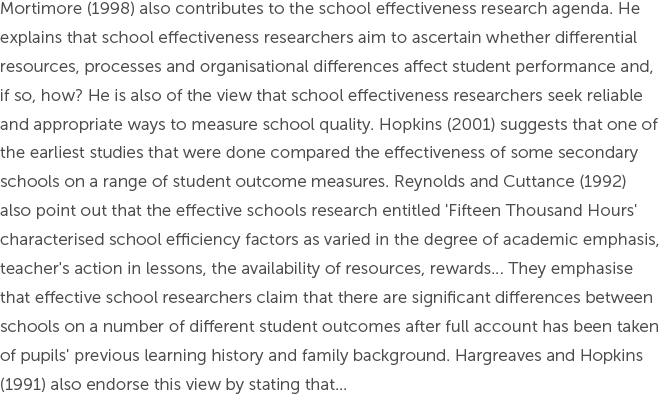 Mortimore (1998) also contributes to the school effectiveness research agenda. He
explains that school effectiveness researchers aim to ascertain whether differential
resources, processes and organisational differences affect student performance and,
if so, how? He is also of the view that school effectiveness researchers seek reliable
and appropriate ways to measure school quality. Hopkins (2001) suggests that one of
the earliest studies that were done compared the effectiveness of some secondary
schools on a range of student outcome measures. Reynolds and Cuttance (1992)
also point out that the effective schools research entitled 'Fifteen Thousand Hours'
characterised school efficiency factors as varied in the degree of academic emphasis,
teacher's action in lessons, the availability of resources, rewards... They emphasise
that effective school researchers claim that there are significant differences between
schools on a number of different student outcomes after full account has been taken
of pupils' previous learning history and family background. Hargreaves and Hopkins
(1991) also endorse this view by stating that...